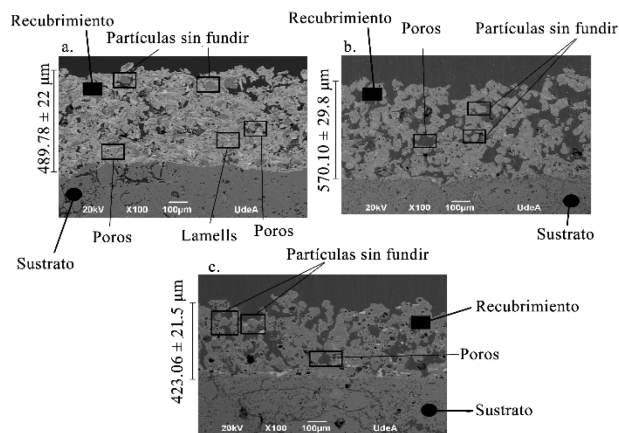 a.
Partículas sin fundir
Recubrimiento
489.78 ± 22 μm
20kV X100 100μm UdeA
Poros Lamells Poros
Sustrato
b.
Poros
Partículas sin fundir
Recubrimiento
570.10 ± 29.8 μm
20kV X100 100μm UdeA
Sustrato
c.
Partículas sin fundir
Recubrimiento
423.06 ± 21.5 μm
Poros
20kV X100 100μm UdeA
Sustrato